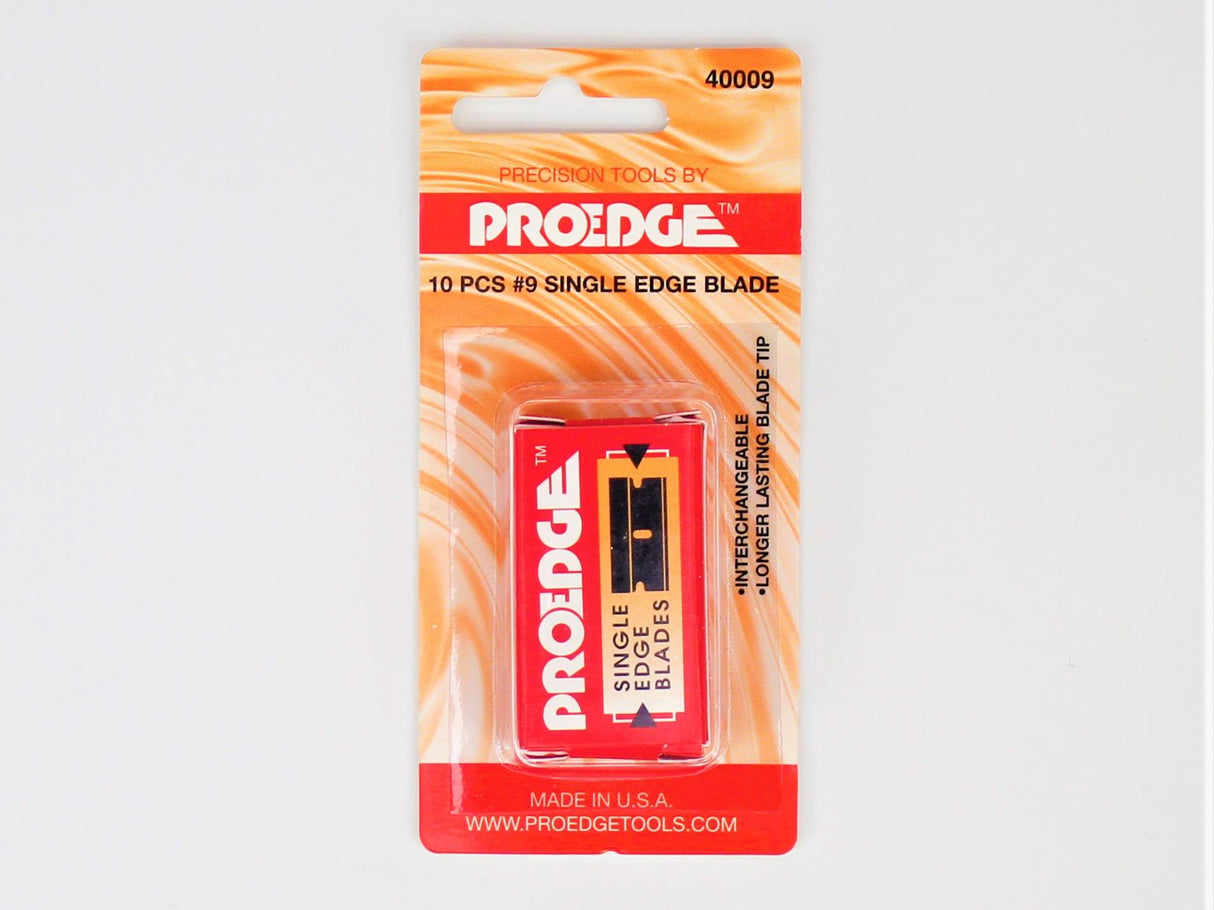 40009
PRECISION TOOLS BY
PROEDGE™
10 PCS #9 SINGLE EDGE BLADE
•INTERCHANGEABLE
•LONGER LASTING BLADE TIP
PROEDGE™
SINGLE
EDGE
BLADES
MADE IN U.S.A.
WWW.PROEDGETOOLS.COM